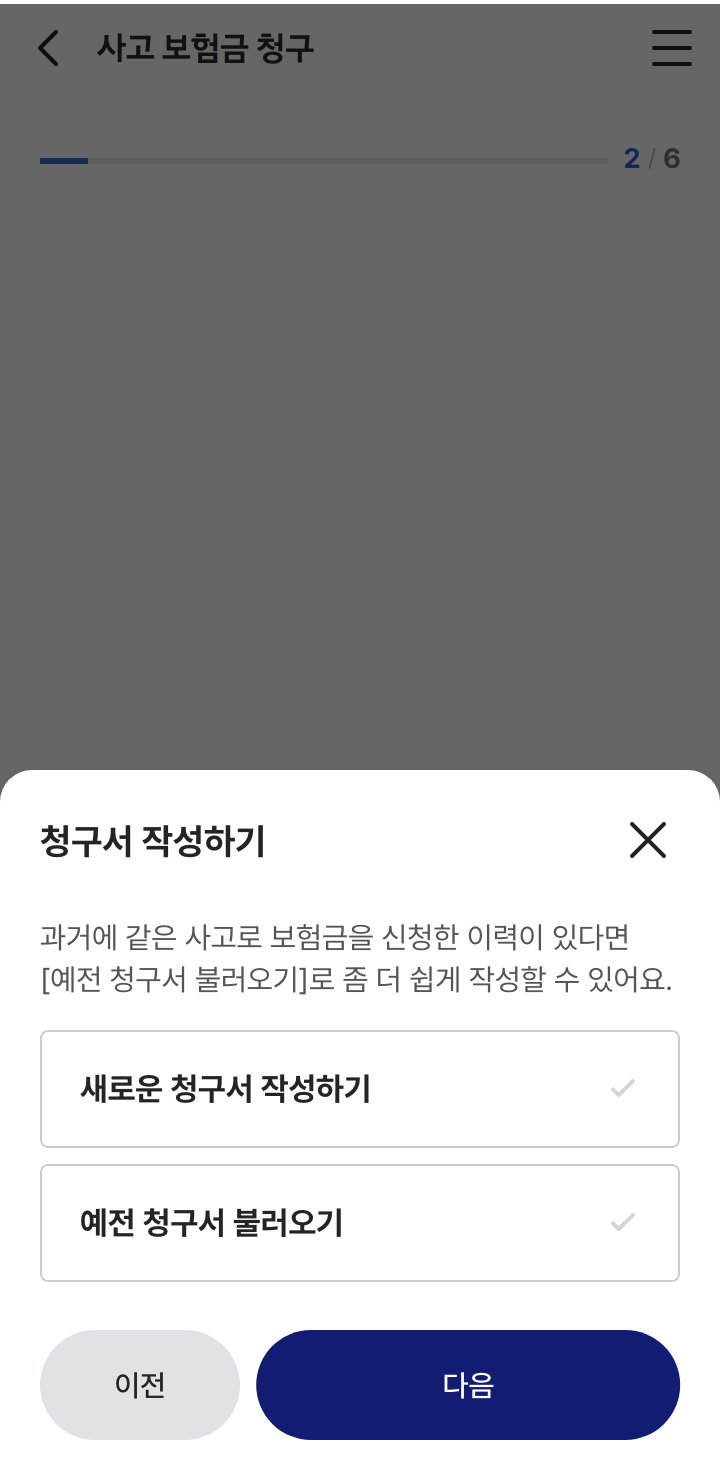 사고 보험금 청구
2 / 6
청구서 작성하기
과거에 같은 사고로 보험금을 신청한 이력이 있다면
[예전 청구서 불러오기]로 좀 더 쉽게 작성할 수 있어요.
새로운 청구서 작성하기
예전 청구서 불러오기
이전
다음